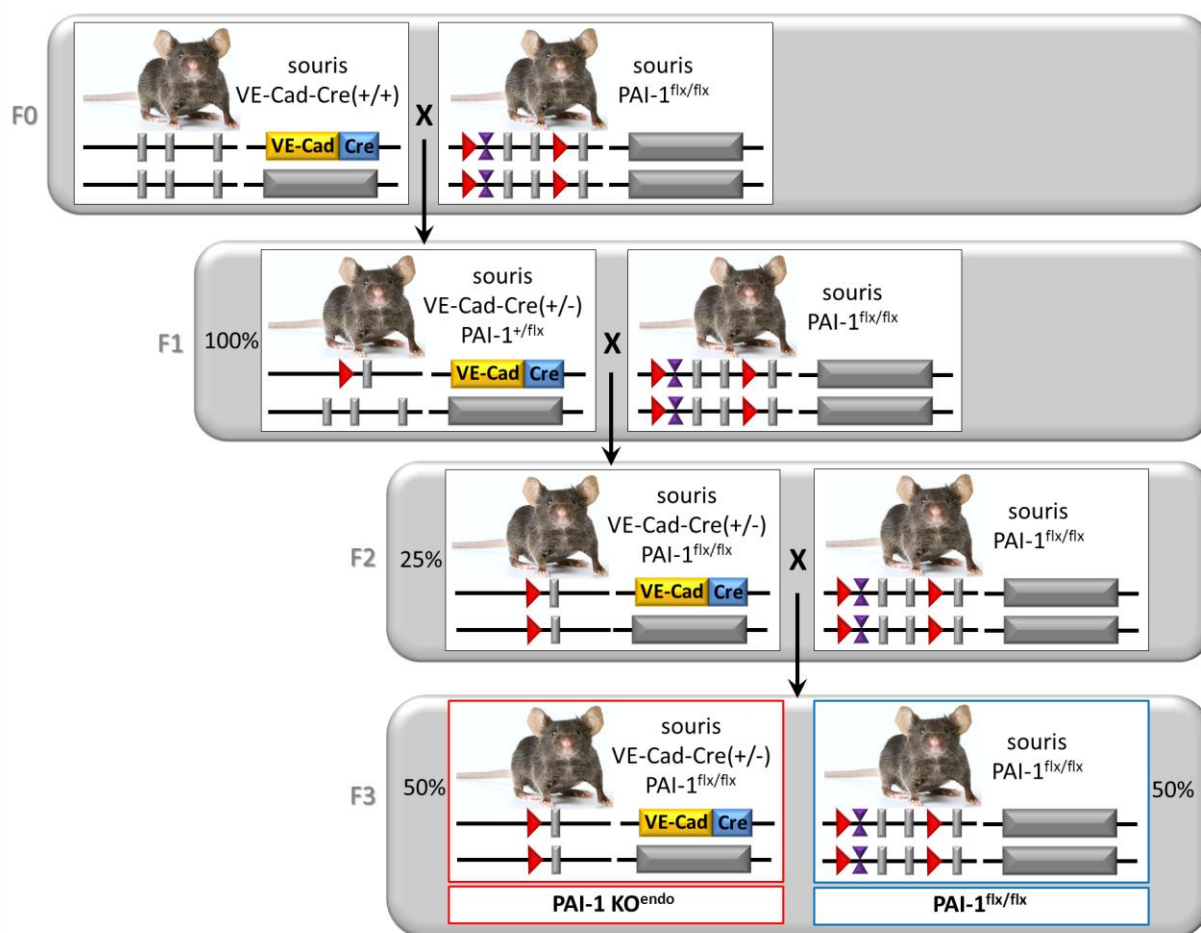 F0
souris
VE-Cad-Cre(+/+)
VE-Cad Cre
X
souris
PAI-1flx/flx
F1
100%
souris
VE-Cad-Cre(+/-)
PAI-1+/flx
VE-Cad Cre
X
souris
PAI-1flx/flx
F2
25%
souris
VE-Cad-Cre(+/-)
PAI-1flx/flx
VE-Cad Cre
X
souris
PAI-1flx/flx
F3
50%
souris
VE-Cad-Cre(+/-)
PAI-1flx/flx
VE-Cad Cre
PAI-1 KOendo
souris
PAI-1flx/flx
50%
PAI-1flx/flx